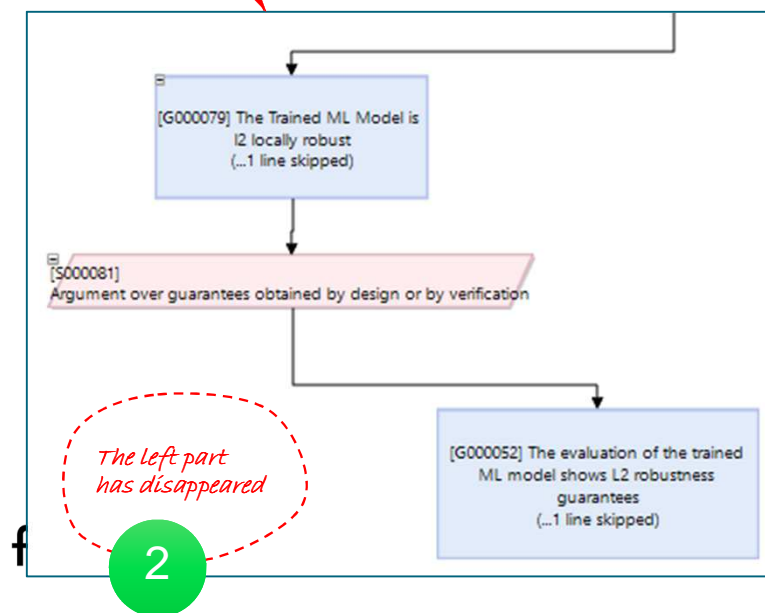 [G000079] The Trained ML Model is
l2 locally robust
(...1 line skipped)
[S000081]
Argument over guarantees obtained by design or by verification
[G000052] The evaluation of the trained
ML model shows L2 robustness
guarantees
(...1 line skipped)
The left part
has disappeared
f
2